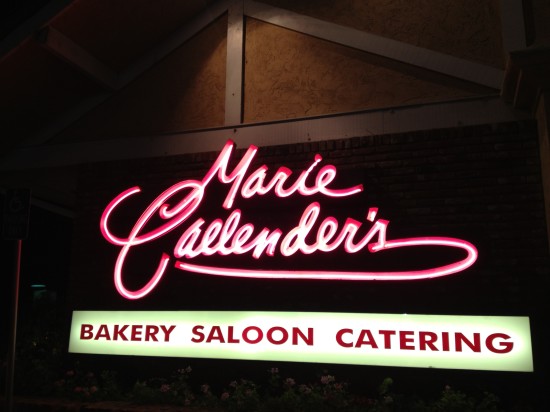 Marie
Callender's
BAKERY SALOON CATERING